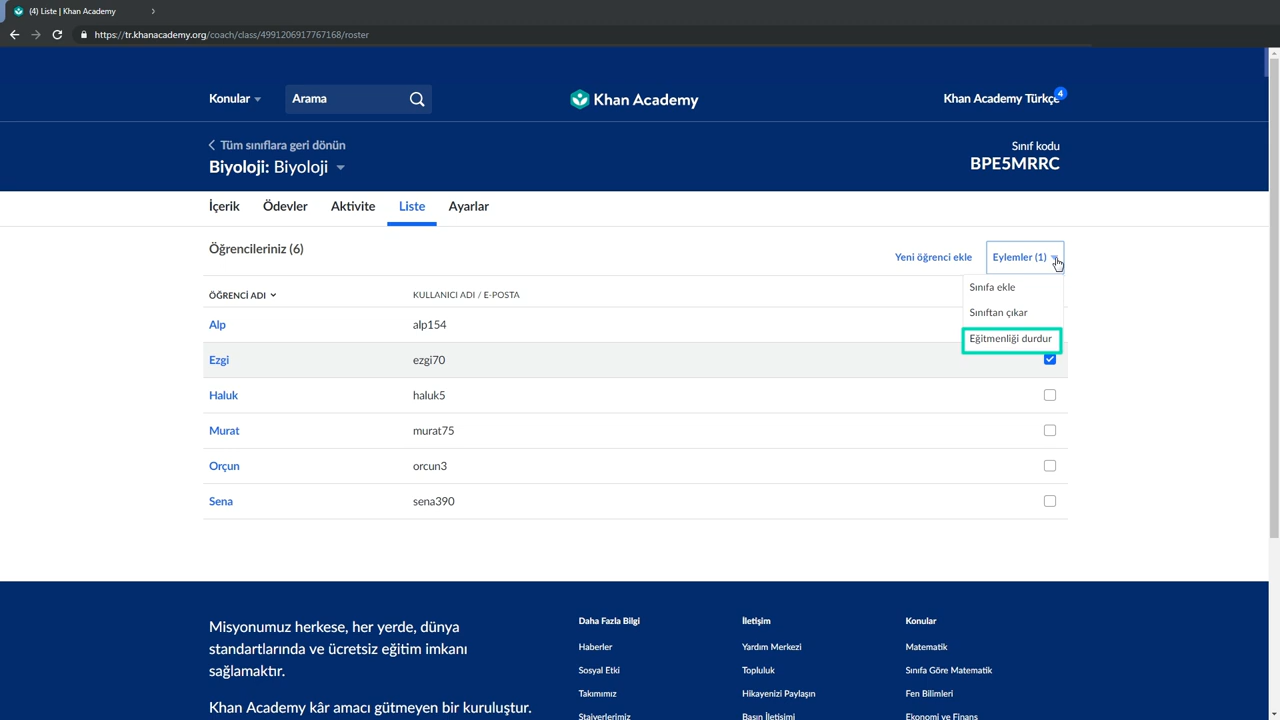 (4) Liste | Khan Academy
https://tr.khanacademy.org/coach/class/4991206917767168/roster
Konular
Arama
Khan Academy
Khan Academy Türkçe
4
Tüm sınıflara geri dönün
Biyoloji: Biyoloji
Sınıf kodu
BPE5MRRC
İçerik Ödevler Aktivite Liste Ayarlar
Öğrencileriniz (6)
Yeni öğrenci ekle
Eylemler (1)
Sınıfa ekle
Sınıftan çıkar
Eğitmenliği durdur
ÖĞRENCİ ADI KULLANICI ADI / E-POSTA
Alp alp154
Ezgi ezgi70
Haluk haluk5
Murat murat75
Orçun orcun3
Sena sena390
Misyonumuz herkese, her yerde, dünya
standartlarında ve ücretsiz eğitim imkanı
sağlamaktır.
Khan Academy kâr amacı gütmeyen bir kuruluştur.
Daha Fazla Bilgi
Haberler
Sosyal Etki
Takımımız
Stajyerlerimiz
İletişim
Yardım Merkezi
Topluluk
Hikayenizi Paylaşın
Basın İletişimi
Konular
Matematik
Sınıfa Göre Matematik
Fen Bilimleri
Ekonomi ve Finans